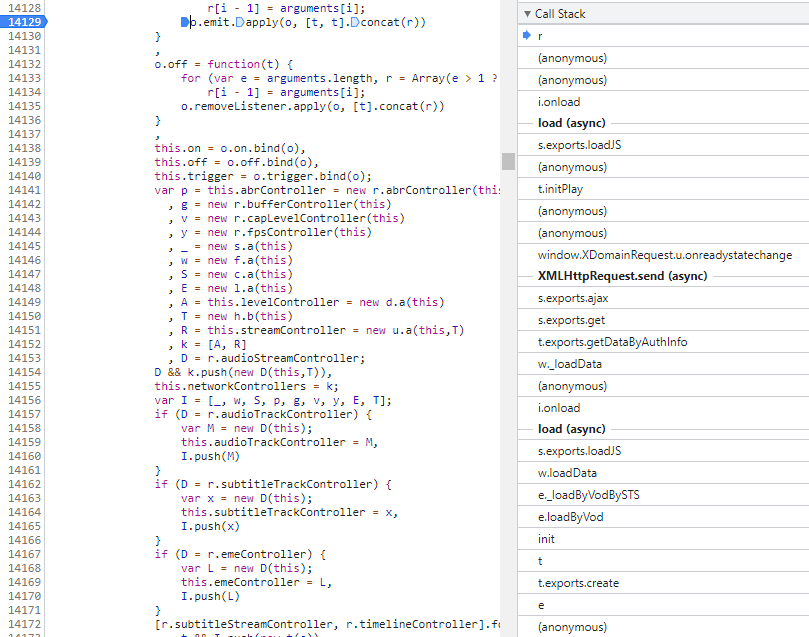 14128 r[i - 1] = arguments[i];
14129 o.emit.apply(o, [t, t].concat(r))
14130 }
14131 ,
14132 o.off = function(t) {
14133 for (var e = arguments.length, r = Array(e > 1 ?
14134 r[i - 1] = arguments[i];
14135 o.removeListener.apply(o, [t].concat(r))
14136 }
14137 ,
14138 this.on = o.on.bind(o),
14139 this.off = o.off.bind(o),
14140 this.trigger = o.trigger.bind(o);
14141 var p = this.abrController = new r.abrController(this
14142 , g = new r.bufferController(this)
14143 , v = new r.capLevelController(this)
14144 , y = new r.fpsController(this)
14145 , _ = new s.a(this)
14146 , w = new f.a(this)
14147 , S = new c.a(this)
14148 , E = new l.a(this)
14149 , A = this.levelController = new d.a(this)
14150 , T = new h.b(this)
14151 , R = this.streamController = new u.a(this,T)
14152 , k = [A, R]
14153 , D = r.audioStreamController;
14154 D && k.push(new D(this,T)),
14155 this.networkControllers = k;
14156 var I = [_, w, S, p, g, v, y, E, T];
14157 if (D = r.audioTrackController) {
14158 var M = new D(this);
14159 this.audioTrackController = M,
14160 I.push(M)
14161 }
14162 if (D = r.subtitleTrackController) {
14163 var x = new D(this);
14164 this.subtitleTrackController = x,
14165 I.push(x)
14166 }
14167 if (D = r.emeController) {
14168 var L = new D(this);
14169 this.emeController = L,
14170 I.push(L)
14171 }
14172 [r.subtitleStreamController, r.timelineController].fo
Call Stack
r
(anonymous)
(anonymous)
i.onload
load (async)
s.exports.loadJS
(anonymous)
t.initPlay
(anonymous)
(anonymous)
window.XDomainRequest.u.onreadystatechange
XMLHttpRequest.send (async)
s.exports.ajax
s.exports.get
t.exports.getDataByAuthInfo
w._loadData
(anonymous)
i.onload
load (async)
s.exports.loadJS
w.loadData
e._loadByVodBySTS
e.loadByVod
init
t
t.exports.create
e
(anonymous)